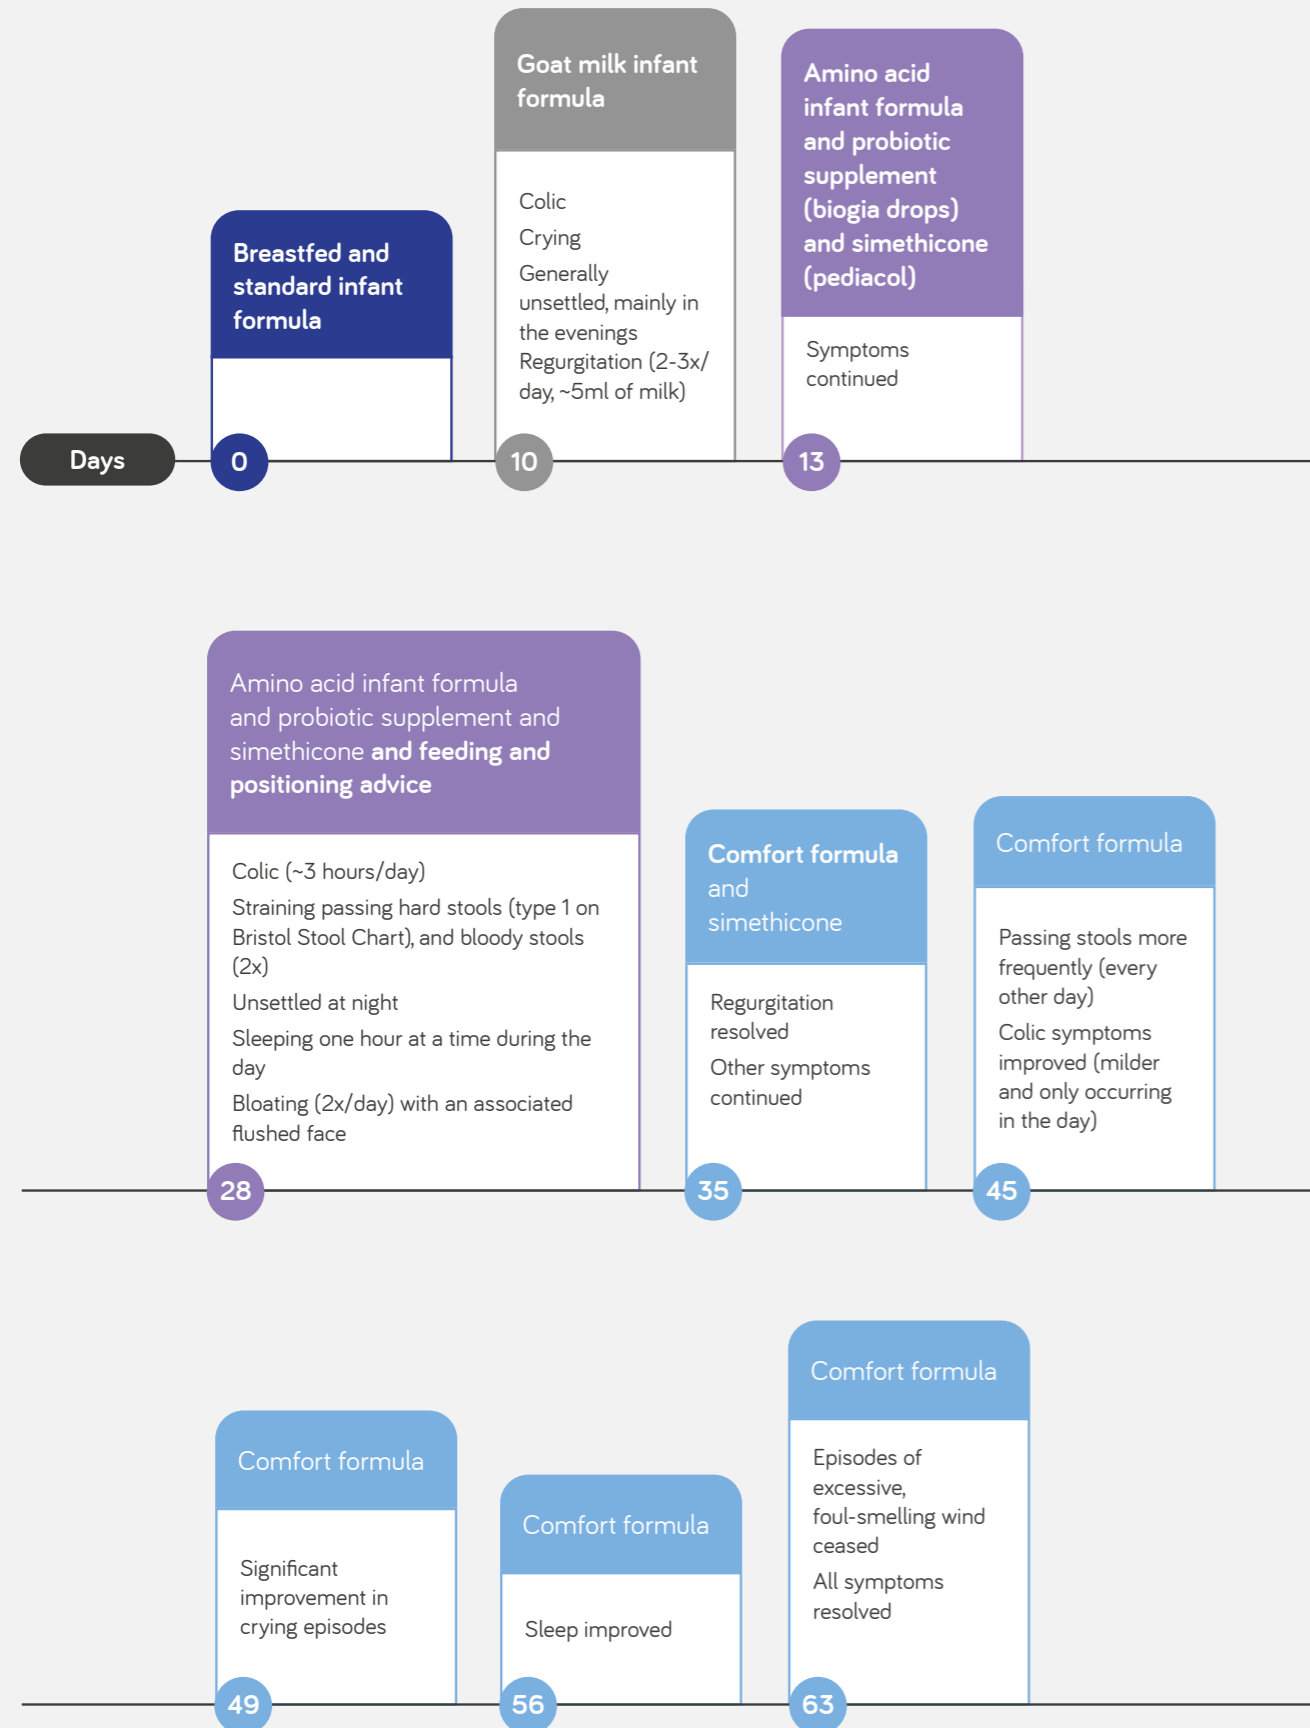 Breastfed and
standard infant
formula
Goat milk infant
formula
Colic
Crying
Generally
unsettled, mainly in
the evenings
Regurgitation (2-3x/
day, ~5ml of milk)
Amino acid
infant formula
and probiotic
supplement
(biogia drops)
and simethicone
(pediacol)
Symptoms
continued
Days
0
10
13
Amino acid infant formula
and probiotic supplement and
simethicone and feeding and
positioning advice
Colic (~3 hours/day)
Straining passing hard stools (type 1 on
Bristol Stool Chart), and bloody stools
(2x)
Unsettled at night
Sleeping one hour at a time during the
day
Bloating (2x/day) with an associated
flushed face
Comfort formula
and
simethicone
Regurgitation
resolved
Other symptoms
continued
Comfort formula
Passing stools more
frequently (every
other day)
Colic symptoms
improved (milder
and only occurring
in the day)
28
35
45
Comfort formula
Significant
improvement in
crying episodes
Comfort formula
Sleep improved
Comfort formula
Episodes of
excessive,
foul-smelling wind
ceased
All symptoms
resolved
49
56
63